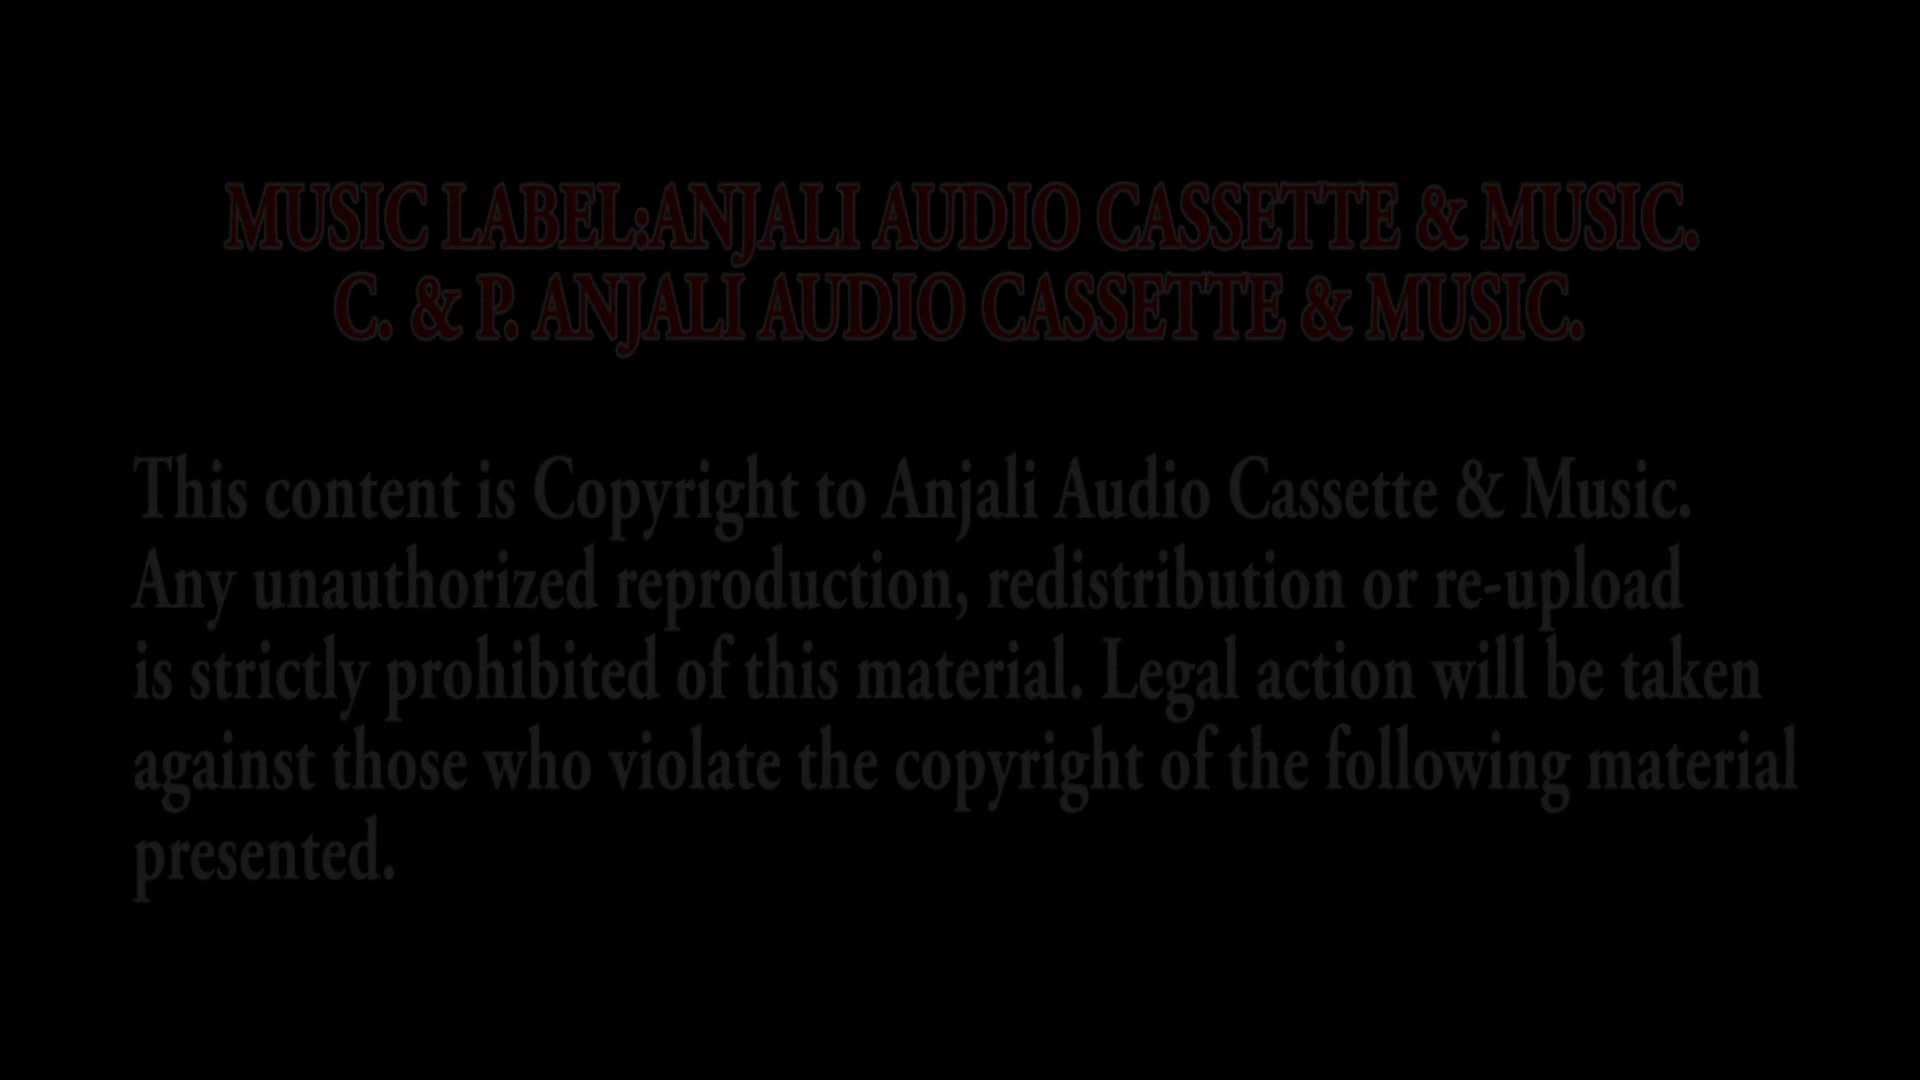 MUSIC LABEL:ANJALI AUDIO CASSETTE & MUSIC.
C. & P. ANJALI AUDIO CASSETTE & MUSIC.
This content is Copyright to Anjali Audio Cassette & Music.
Any unauthorized reproduction, redistribution or re-upload
is strictly prohibited of this material. Legal action will be taken
against those who violate the copyright of the following material
presented.